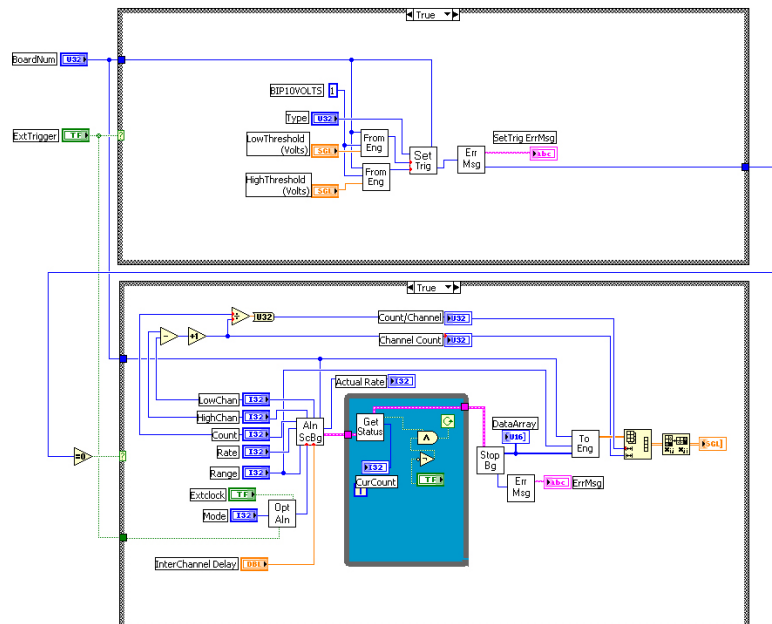 True
BoardNum U32
BIP10VOLTS 1
Type U32
ExtTrigger TF
?
LowThreshold
(Volts) SGL
From
Eng
Set
Trig
Err
Msg
SetTrig ErrMsg
abc
HighThreshold
(Volts) SGL
From
Eng
True
U32
Count/Channel U32
+1
Channel Count U32
Actual Rate I32
LowChan I32
HighChan I32
Count I32
Rate I32
Range I32
AIn
ScBg
Get
Status
I32
CurCount
i
TF
DataArray
U16
To
Eng
SGL
Stop
Bg
Err
Msg
abc ErrMsg
=0
?
Extclock TF
Mode I32
Opt
AIn
InterChannel Delay DBL